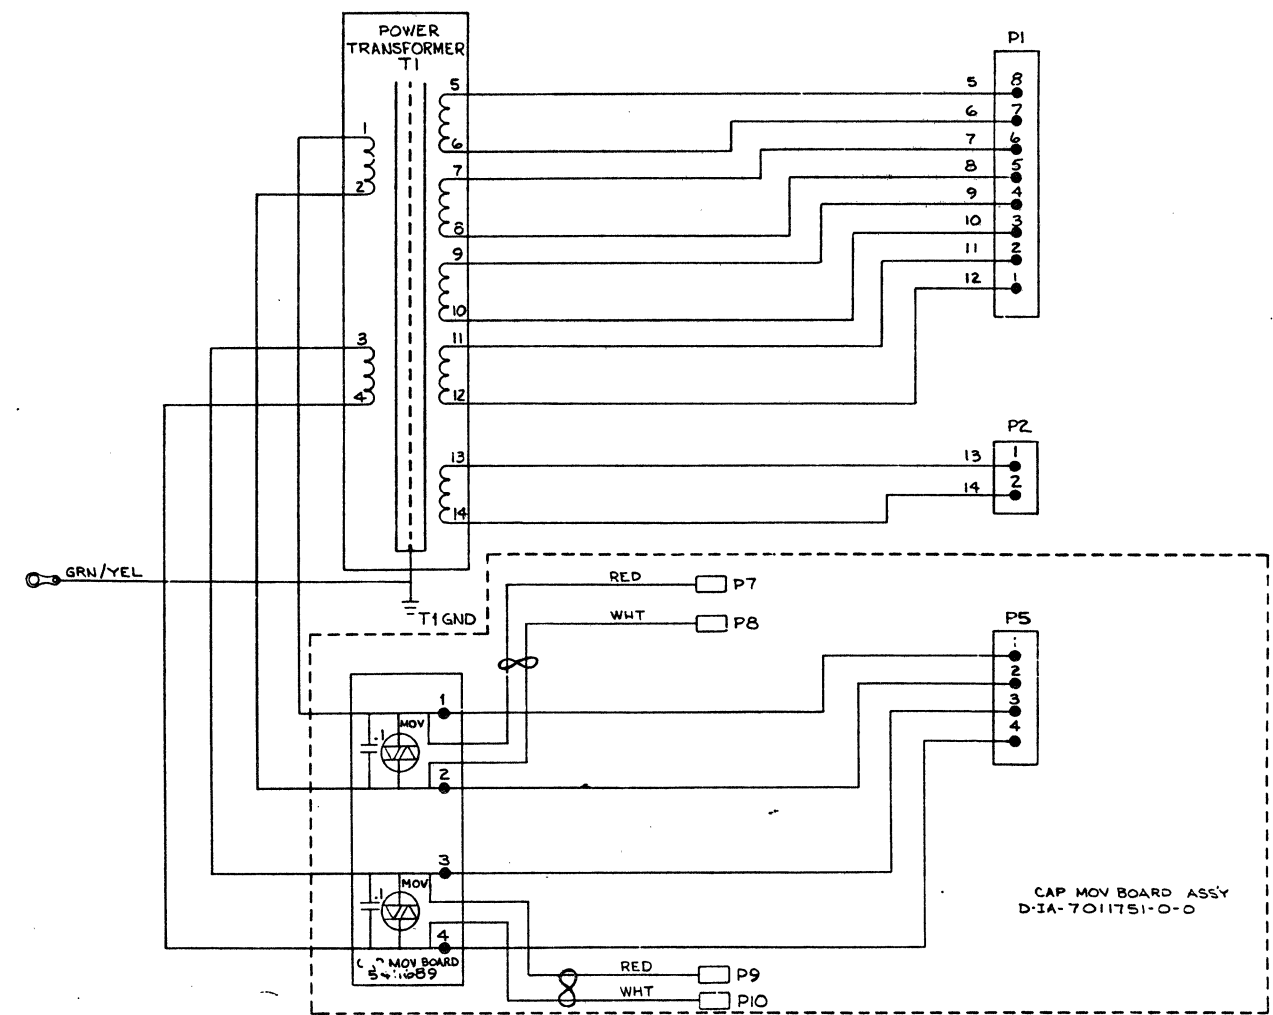 POWER
TRANSFORMER
T1
P1
1
2
3
4
5
6
7
8
9
10
11
12
13
14
5 8
6 7
7 6
8 5
9 4
10 3
11 2
12 1
P2
13 1
14 2
GRN/YEL
T1 GND
RED P7
WHT P8
P5
1
2
3
4
1
MOV
.1
2
3
MOV
.1
4
MOV BOARD
CAP MOV BOARD ASS'Y
D-IA-7011751-0-0
RED P9
WHT P10